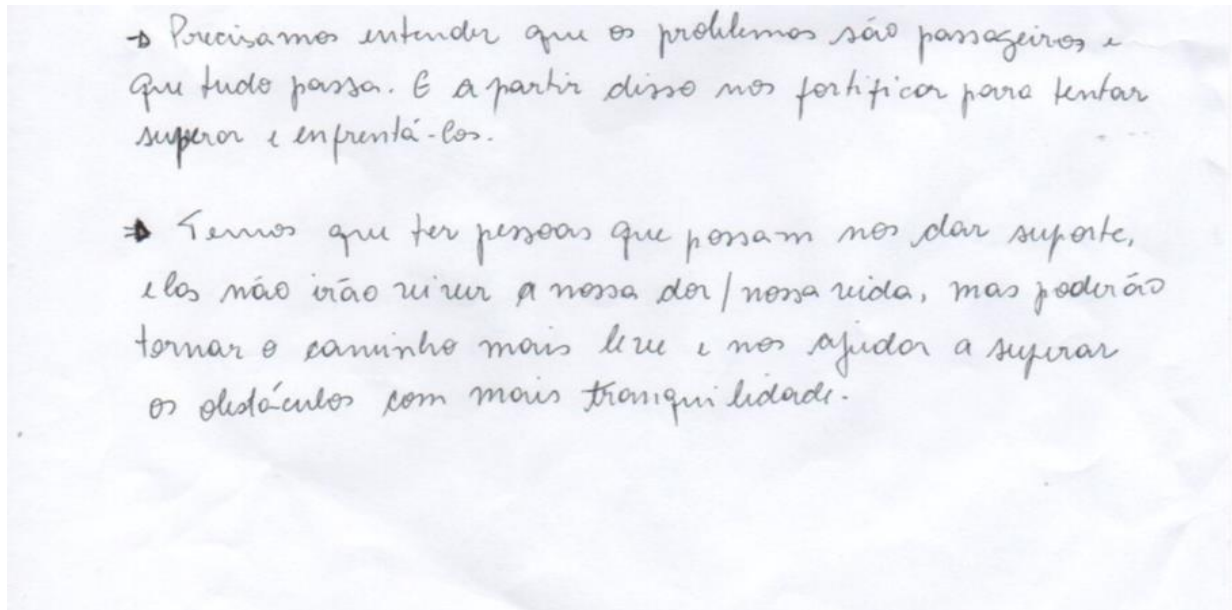 → Precisamos entender que os problemas são passageiros e
que tudo passa. E a partir disso nos fortificar para tentar
superar e enfrentá-los.
⇒ Temos que ter pessoas que possam nos dar suporte,
elas não irão viver a nossa dor/nossa vida, mas poderão
tornar o caminho mais leve e nos ajudar a superar
os obstáculos com mais tranquilidade.